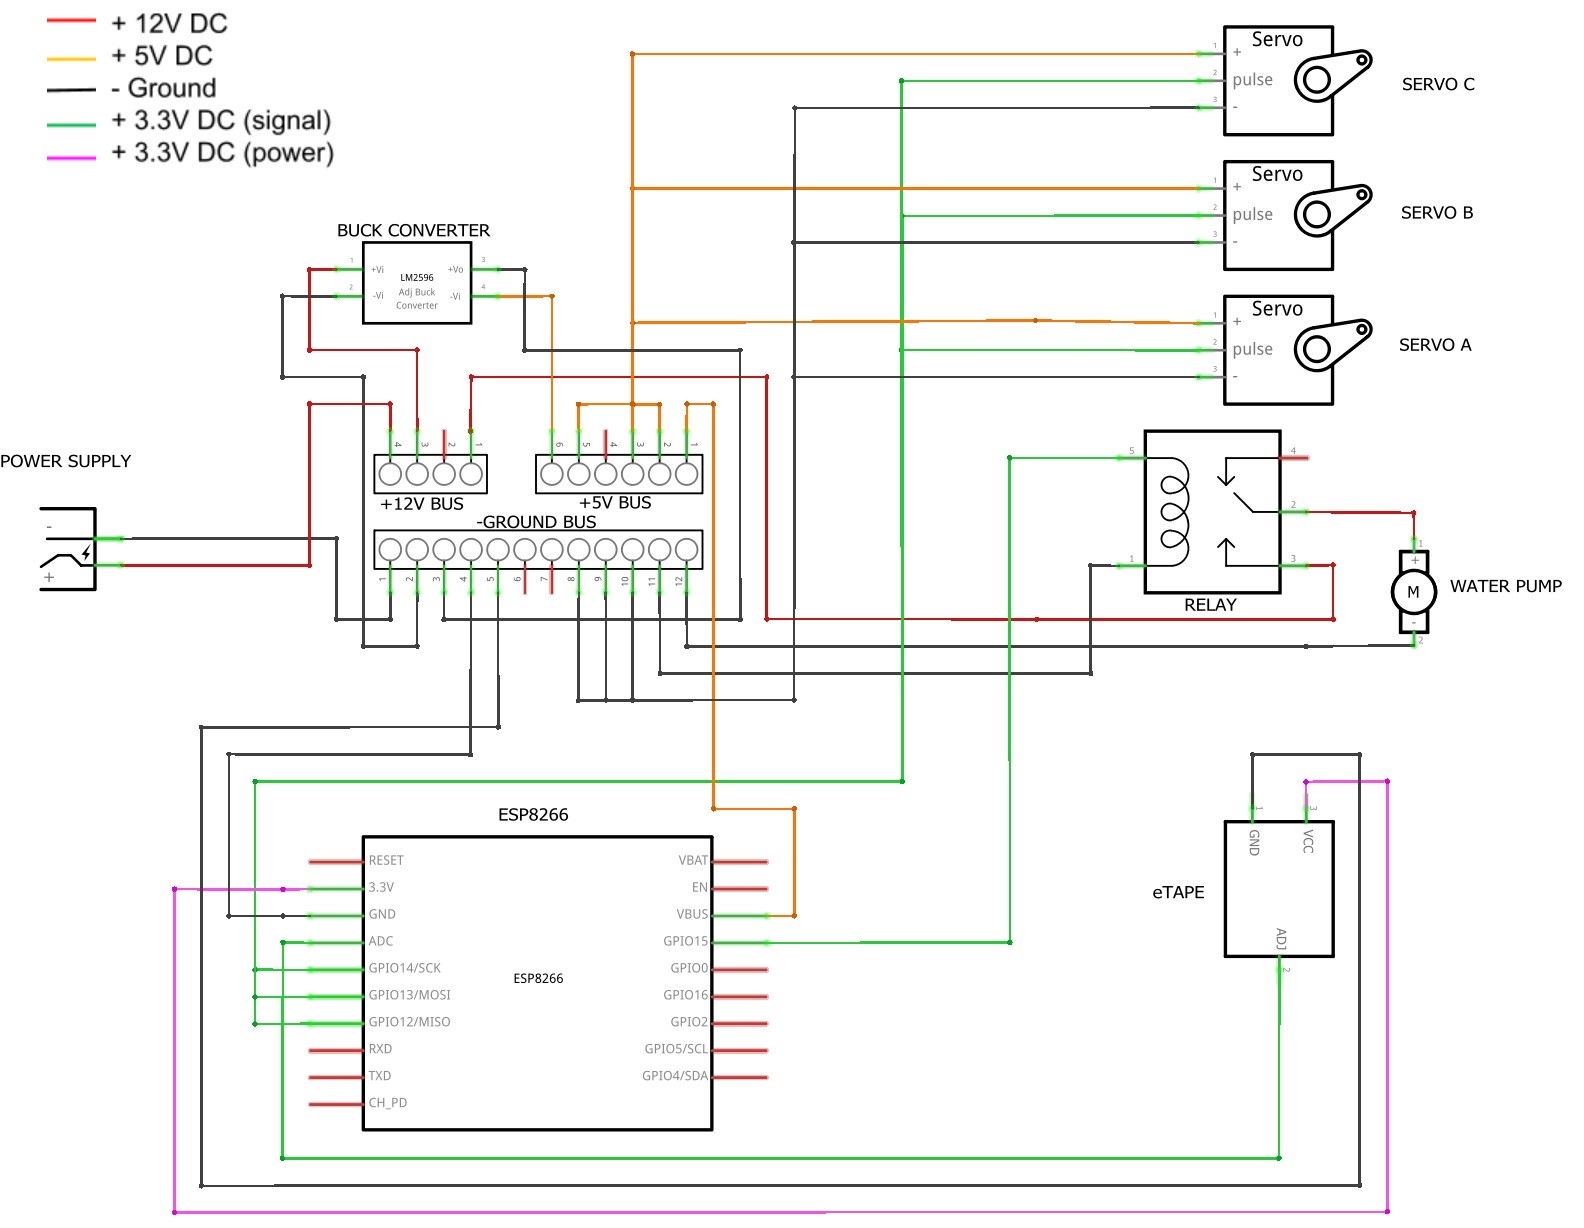 + 12V DC
+ 5V DC
- Ground
+ 3.3V DC (signal)
+ 3.3V DC (power)
Servo
1 +
2 pulse
3 -
SERVO C
Servo
1 +
2 pulse
3 -
SERVO B
Servo
1 +
2 pulse
3 -
SERVO A
BUCK CONVERTER
1 +Vi
2 -Vi
LM2596
Adj Buck
Converter
+Vo 3
-Vi 4
POWER SUPPLY
-
+
4 3 2 1
+12V BUS
6 5 4 3 2 1
+5V BUS
-GROUND BUS
1 2 3 4 5 6 7 8 9 10 11 12
5 4
2
1 3
RELAY
1
+
M
-
2
WATER PUMP
ESP8266
RESET
3.3V
GND
ADC
GPIO14/SCK
GPIO13/MOSI
GPIO12/MISO
RXD
TXD
CH_PD
ESP8266
VBAT
EN
VBUS
GPIO15
GPIO0
GPIO16
GPIO2
GPIO5/SCL
GPIO4/SDA
eTAPE
1 3
GND VCC
ADJ
2